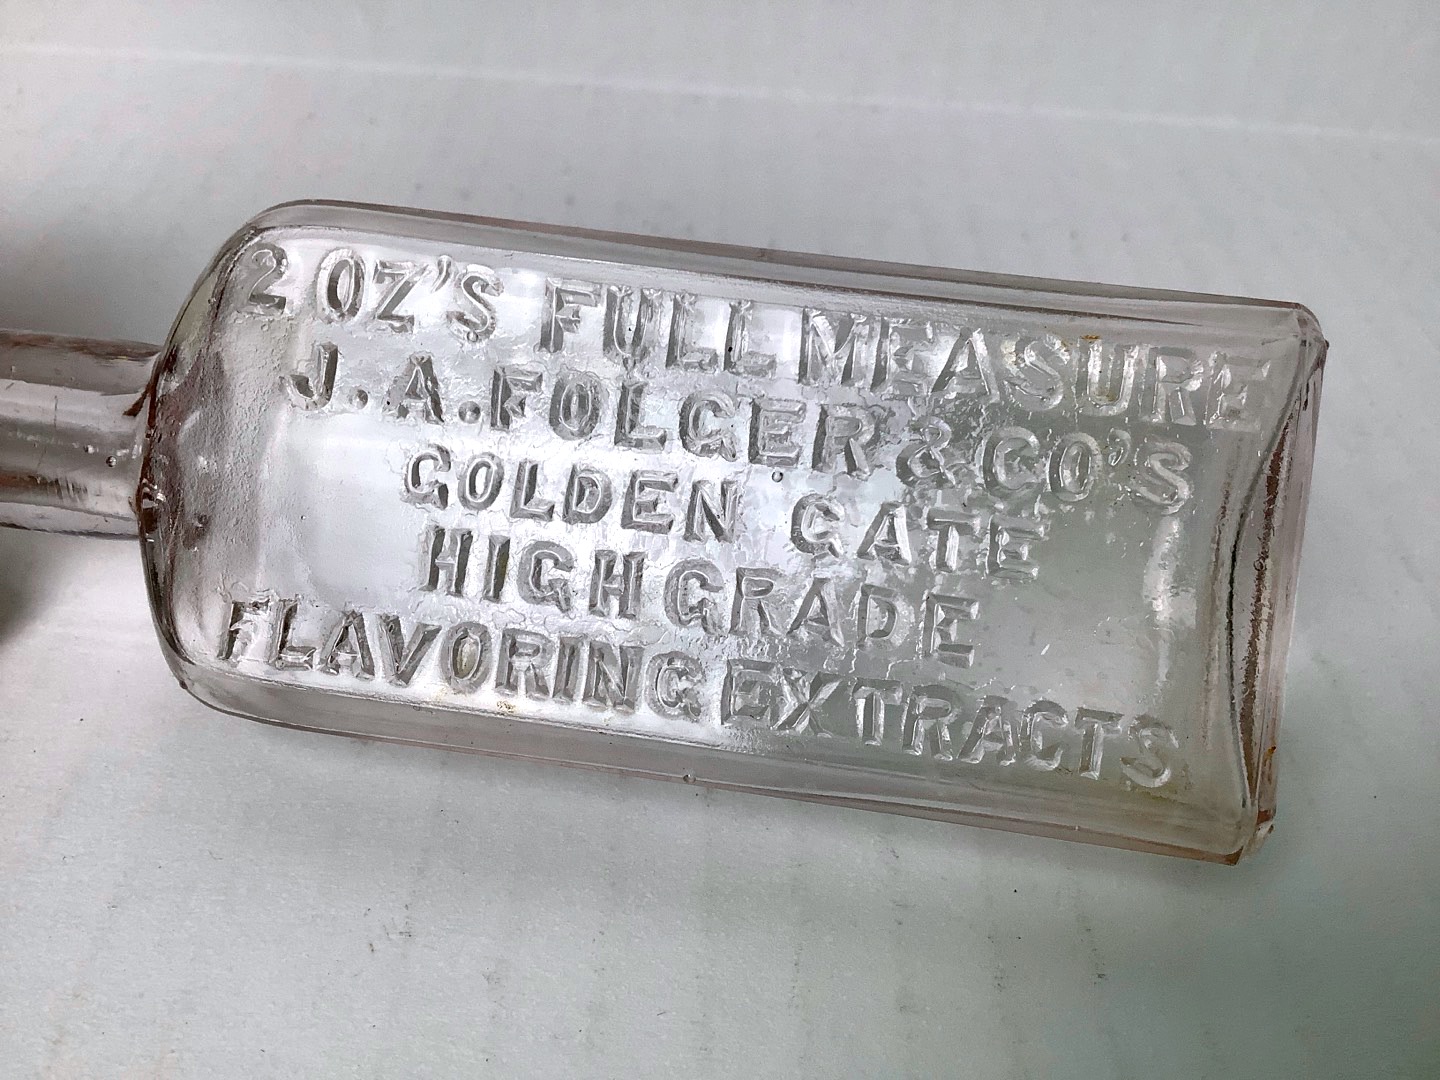 2 OZ'S FULL MEASURE
J.A.FOLGER & CO'S
GOLDEN GATE
HIGH GRADE
FLAVORING EXTRACTS